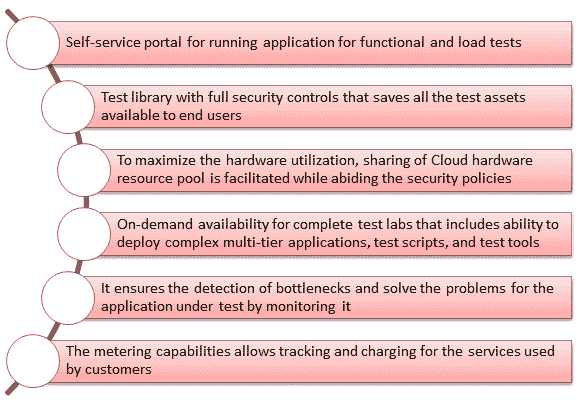 Self-service portal for running application for functional and load tests
Test library with full security controls that saves all the test assets
available to end users
To maximize the hardware utilization, sharing of Cloud hardware
resource pool is facilitated while abiding the security policies
On-demand availability for complete test labs that includes ability to
deploy complex multi-tier applications, test scripts, and test tools
It ensures the detection of bottlenecks and solve the problems for the
application under test by monitoring it
The metering capabilities allows tracking and charging for the services used
by customers